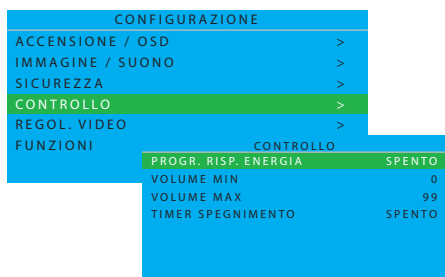 CONFIGURAZIONE
ACCENSIONE / OSD >
IMMAGINE / SUONO >
SICUREZZA >
CONTROLLO >
REGOL. VIDEO >
FUNZIONI
CONTROLLO
PROGR. RISP. ENERGIA SPENTO
VOLUME MIN 0
VOLUME MAX 99
TIMER SPEGNIMENTO SPENTO